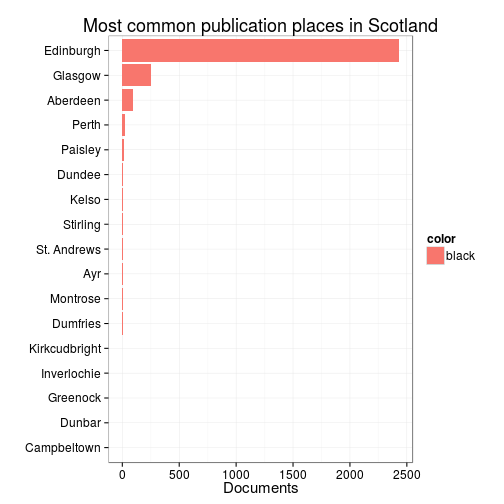 Most common publication places in Scotland
Edinburgh
Glasgow
Aberdeen
Perth
Paisley
Dundee
Kelso
Stirling
St. Andrews
Ayr
Montrose
Dumfries
Kirkcudbright
Inverlochie
Greenock
Dunbar
Campbeltown
0 500 1000 1500 2000 2500
Documents
color
black